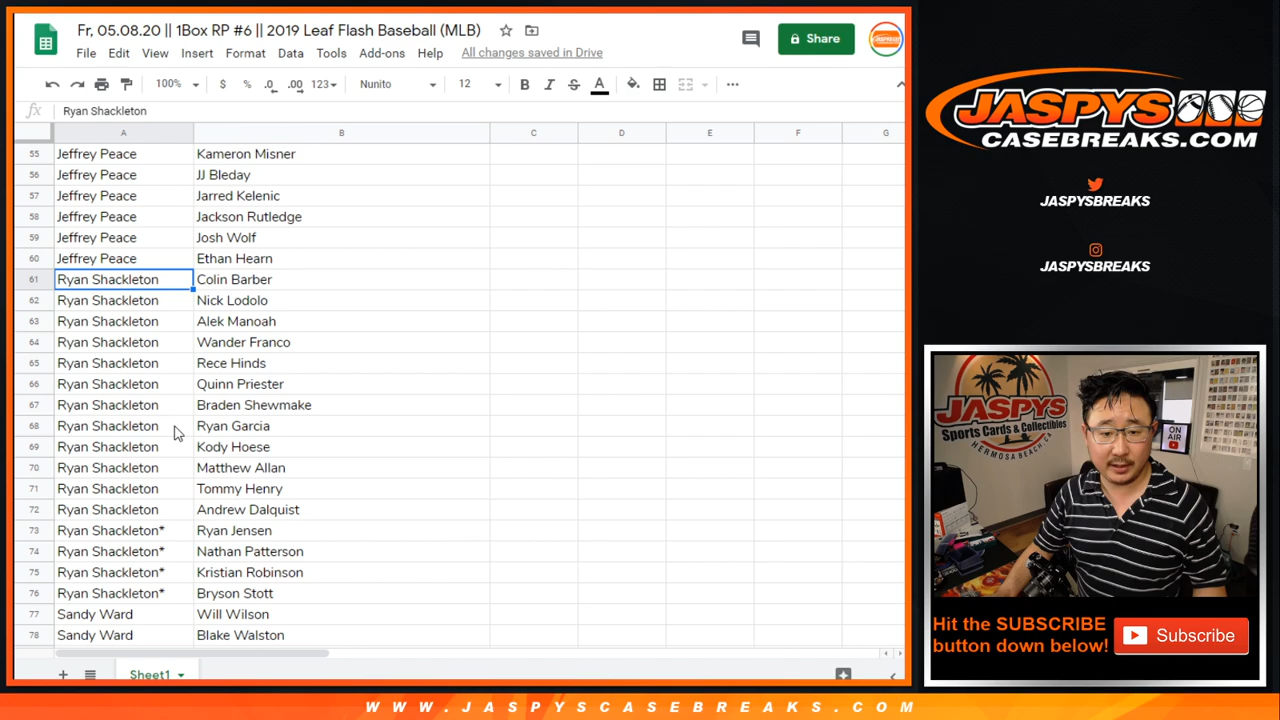 Fr, 05.08.20 || 1Box RP #6 || 2019 Leaf Flash Baseball (MLB)
File Edit View Insert Format Data Tools Add-ons Help All changes saved in Drive
Share
100% $ % .0 .00 123 Nunito 12 B I S A
fx Ryan Shackleton
A B C D E F G
55 Jeffrey Peace Kameron Misner
56 Jeffrey Peace JJ Bleday
57 Jeffrey Peace Jarred Kelenic
58 Jeffrey Peace Jackson Rutledge
59 Jeffrey Peace Josh Wolf
60 Jeffrey Peace Ethan Hearn
61 Ryan Shackleton Colin Barber
62 Ryan Shackleton Nick Lodolo
63 Ryan Shackleton Alek Manoah
64 Ryan Shackleton Wander Franco
65 Ryan Shackleton Rece Hinds
66 Ryan Shackleton Quinn Priester
67 Ryan Shackleton Braden Shewmake
68 Ryan Shackleton Ryan Garcia
69 Ryan Shackleton Kody Hoese
70 Ryan Shackleton Matthew Allan
71 Ryan Shackleton Tommy Henry
72 Ryan Shackleton Andrew Dalquist
73 Ryan Shackleton* Ryan Jensen
74 Ryan Shackleton* Nathan Patterson
75 Ryan Shackleton* Kristian Robinson
76 Ryan Shackleton* Bryson Stott
77 Sandy Ward Will Wilson
78 Sandy Ward Blake Walston
Sheet1
JASPYS
CASEBREAKS.COM
JASPYSBREAKS
JASPYSBREAKS
JASPYS
Sports Cards & Collectibles
HERMOSA BEACH, CA
ON
AIR
Hit the SUBSCRIBE
button down below!
Subscribe
WWW.JASPYSCASEBREAKS.COM